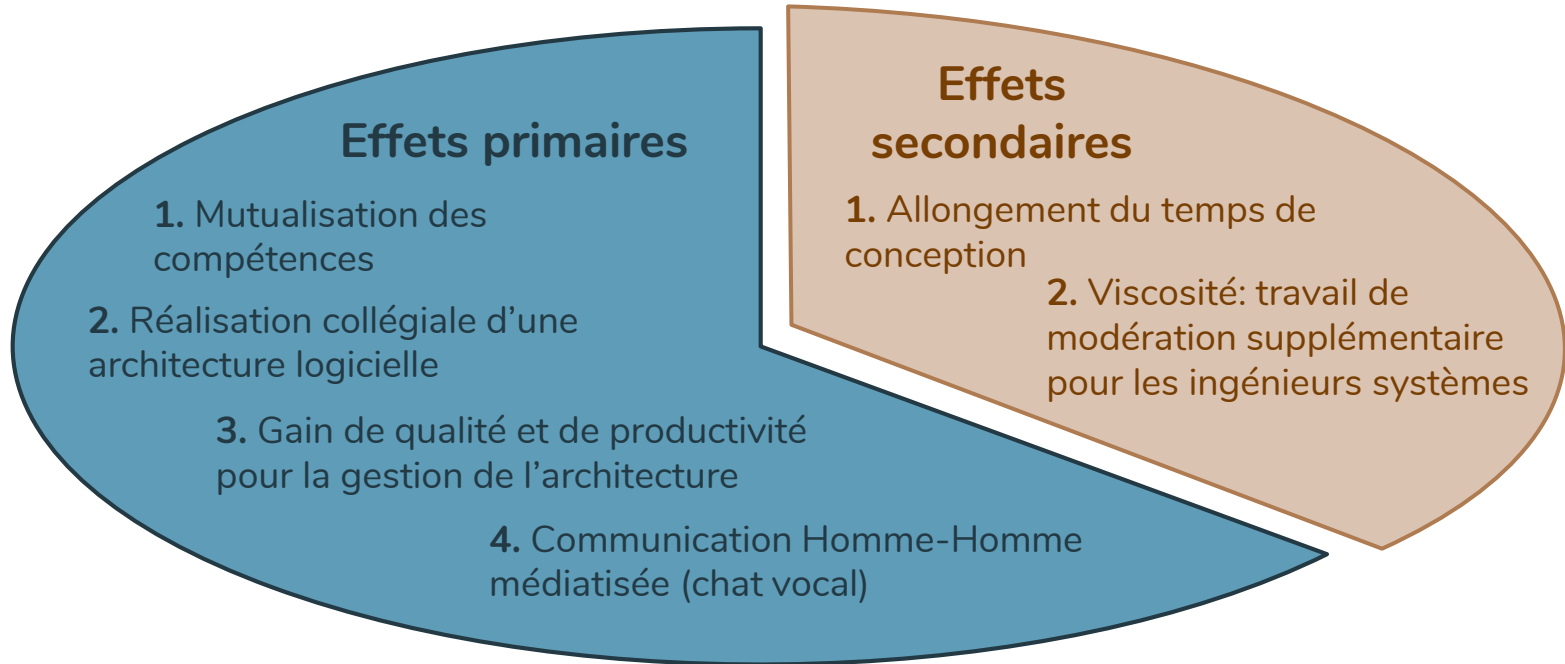 Effets primaires
1. Mutualisation des
compétences
2. Réalisation collégiale d’une
architecture logicielle
3. Gain de qualité et de productivité
pour la gestion de l’architecture
4. Communication Homme-Homme
médiatisée (chat vocal)
Effets
secondaires
1. Allongement du temps de
conception
2. Viscosité: travail de
modération supplémentaire
pour les ingénieurs systèmes